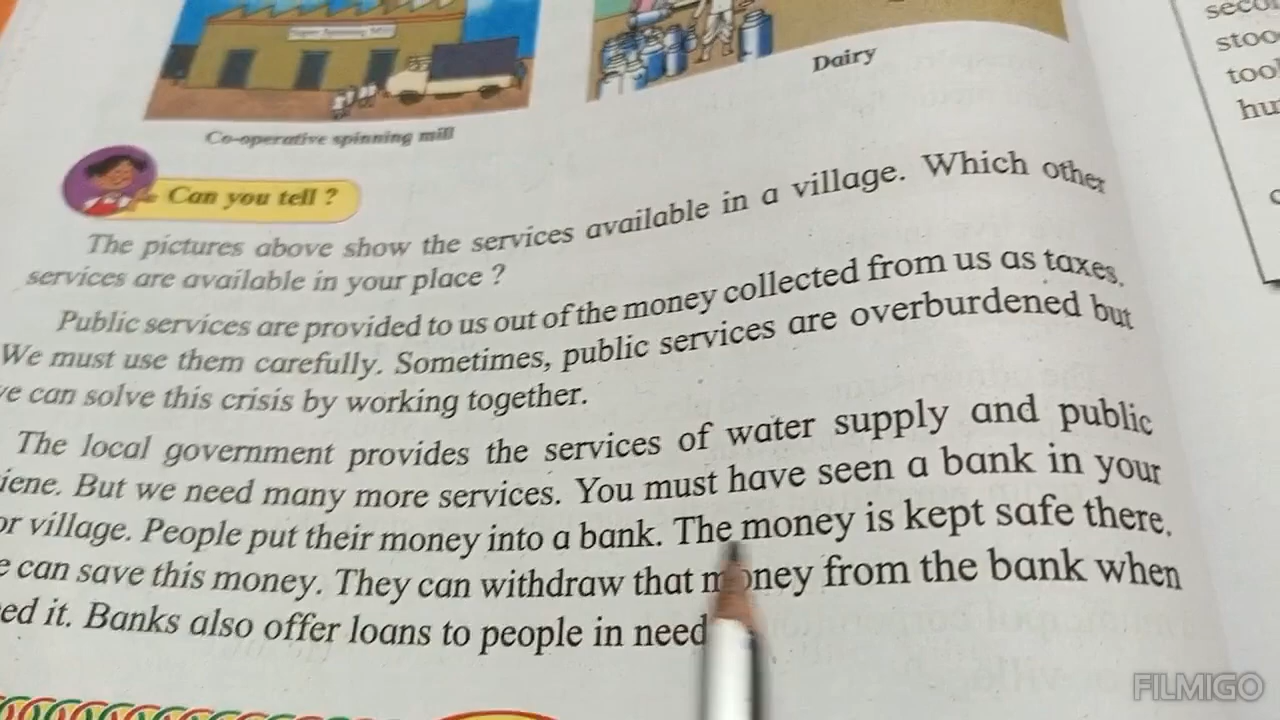 Dairy
Co-operative spinning mill
Can you tell ?
The pictures above show the services available in a village. Which other
services are available in your place ?
Public services are provided to us out of the money collected from us as taxes.
We must use them carefully. Sometimes, public services are overburdened but
can solve this crisis by working together.
The local government provides the services of water supply and public
iene. But we need many more services. You must have seen a bank in your
or village. People put their money into a bank. The money is kept safe there.
can save this money. They can withdraw that money from the bank when
ed it. Banks also offer loans to people in need
stoo
hu
FILMIGO